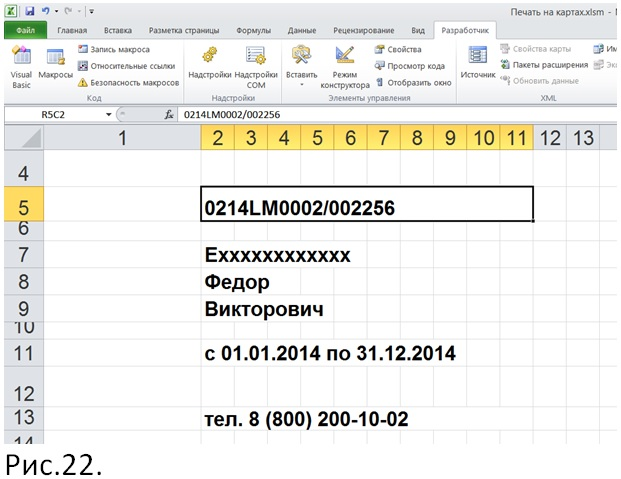 Печать на картах.xlsm -
Файл Главная Вставка Разметка страницы Формулы Данные Рецензирование Вид Разработчик
Visual Basic
Макросы
Запись макроса
Относительные ссылки
Безопасность макросов
Код
Надстройки
Надстройки COM
Надстройки
Вставить
Режим конструктора
Свойства
Просмотр кода
Отобразить окно
Элементы управления
Источник
Свойства карты
Пакеты расширения
Обновить данные
XML
R5C2 fx 0214LM0002/002256
1 2 3 4 5 6 7 8 9 10 11 12 13
4
5 0214LM0002/002256
6
7 Ехххххххххххх
8 Федор
9 Викторович
10
11 с 01.01.2014 по 31.12.2014
12
13 тел. 8 (800) 200-10-02
14
Рис.22.